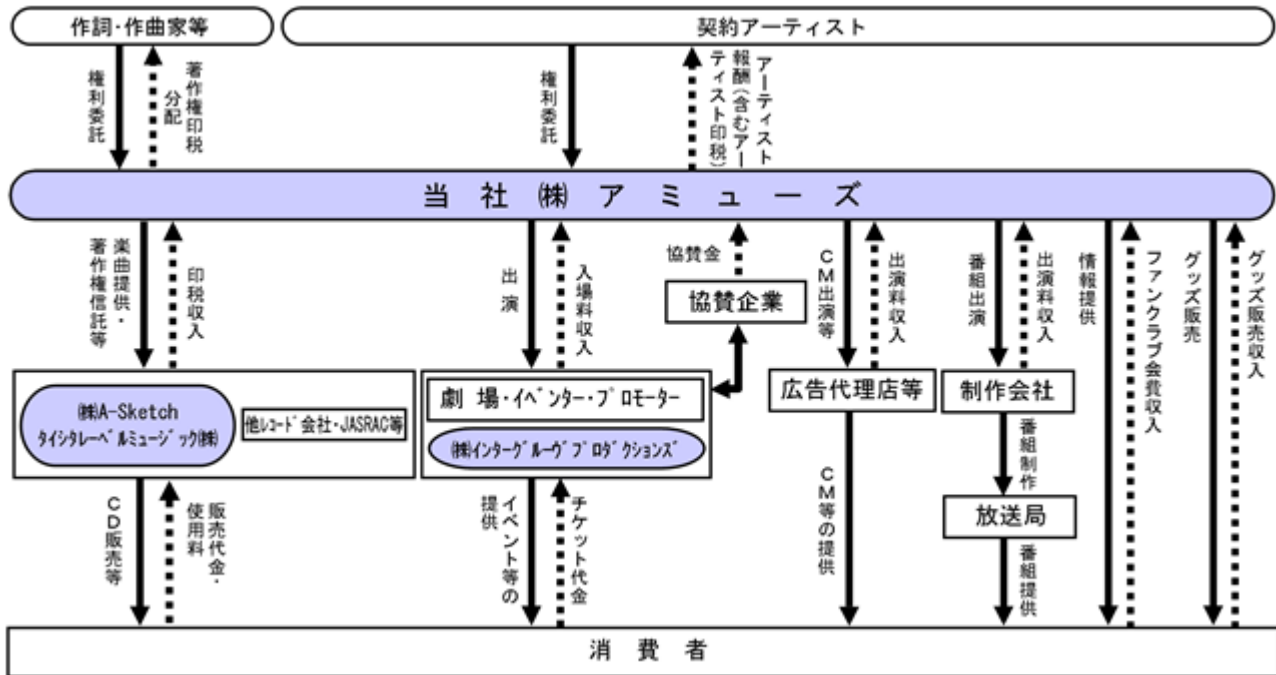 作詞・作曲家等
契約アーティスト
権利委託
著作権印税
分配
権利委託
アーティスト
報酬(含むアー
ティスト印税)
当社㈱アミューズ
楽曲提供・
著作権信託等
印税収入
出演
入場料収入
協賛金
協賛企業
CM出演等
出演料収入
番組出演
出演料収入
情報提供
ファンクラブ会費収入
グッズ販売
グッズ販売収入
㈱A-Sketch
タイシタレーベルミュージック㈱
他レコード会社・JASRAC等
劇場・イベンター・プロモーター
㈱インターグルーヴプロダクションズ
広告代理店等
制作会社
番組制作
放送局
CD販売等
販売代金・
使用料
イベント等の
提供
チケット代金
CM等の提供
番組提供
消費者